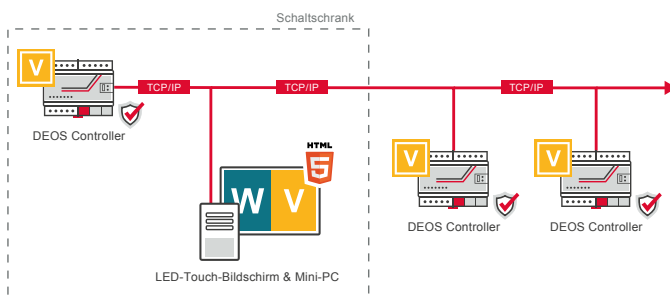 Schaltschrank
V
TCP/IP
TCP/IP
TCP/IP
DEOS Controller
HTML
5
W V
V
V
DEOS Controller
DEOS Controller
LED-Touch-Bildschirm & Mini-PC